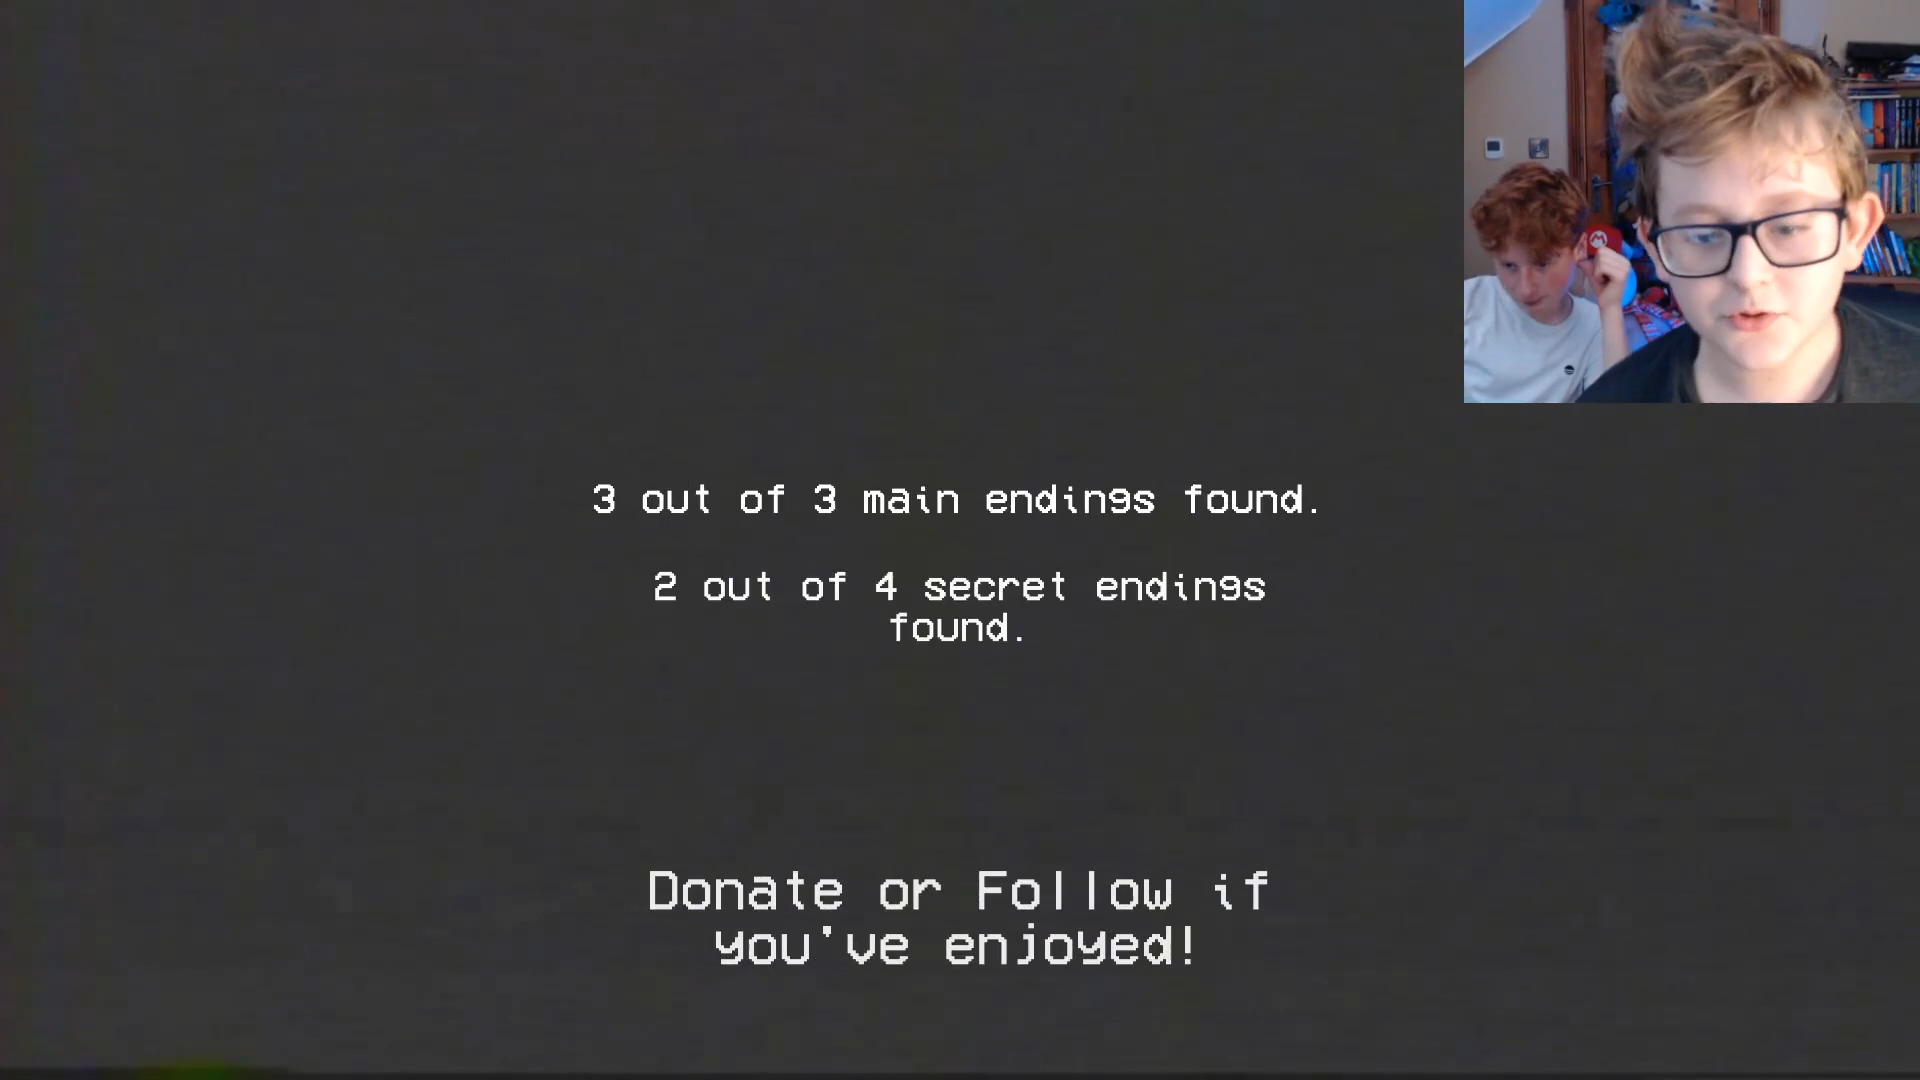 3 out of 3 main endings found.
2 out of 4 secret endings
found.
Donate or Follow if
you've enjoyed!